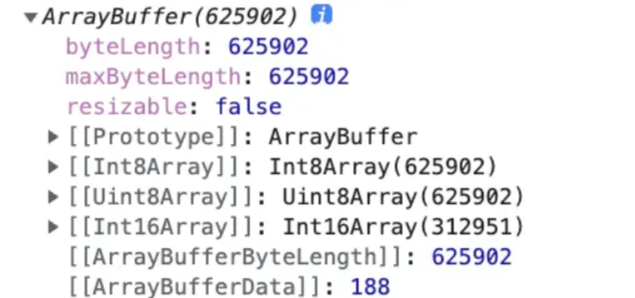 ▼ArrayBuffer(625902) i
byteLength: 625902
maxByteLength: 625902
resizable: false
▶[[Prototype]]: ArrayBuffer
▶[[Int8Array]]: Int8Array(625902)
▶[[Uint8Array]]: Uint8Array(625902)
▶[[Int16Array]]: Int16Array(312951)
[[ArrayBufferByteLength]]: 625902
[[ArrayBufferData]]: 188